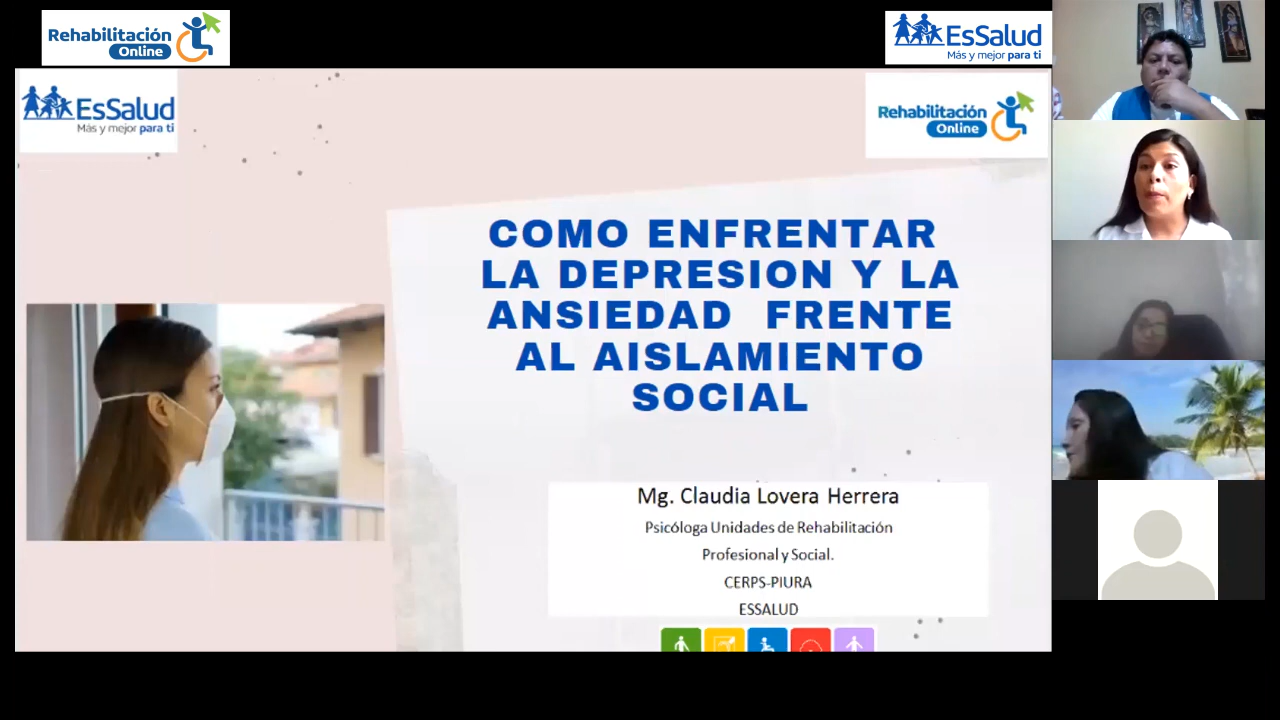 Rehabilitación
Online
EsSalud
Más y mejor para ti
EsSalud
Más y mejor para ti
Rehabilitación
Online
COMO ENFRENTAR
LA DEPRESION Y LA
ANSIEDAD FRENTE
AL AISLAMIENTO
SOCIAL
Mg. Claudia Lovera Herrera
Psicóloga Unidades de Rehabilitación
Profesional y Social.
CERPS-PIURA
ESSALUD